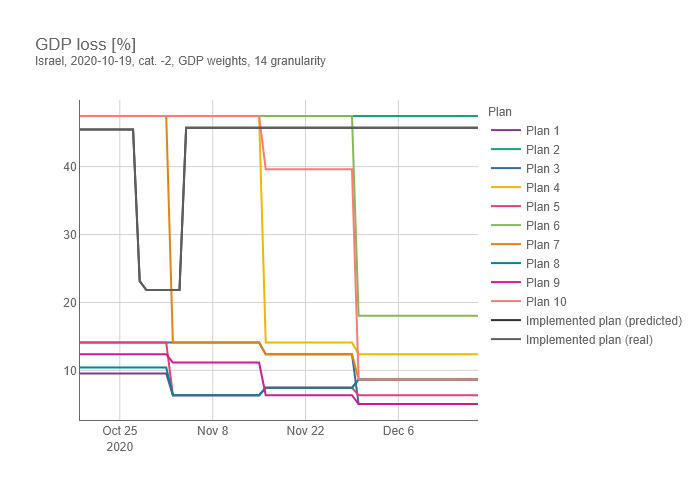 GDP loss [%]
Israel, 2020-10-19, cat. -2, GDP weights, 14 granularity
40
30
20
10
Oct 25
2020
Nov 8
Nov 22
Dec 6
Plan
Plan 1
Plan 2
Plan 3
Plan 4
Plan 5
Plan 6
Plan 7
Plan 8
Plan 9
Plan 10
Implemented plan (predicted)
Implemented plan (real)